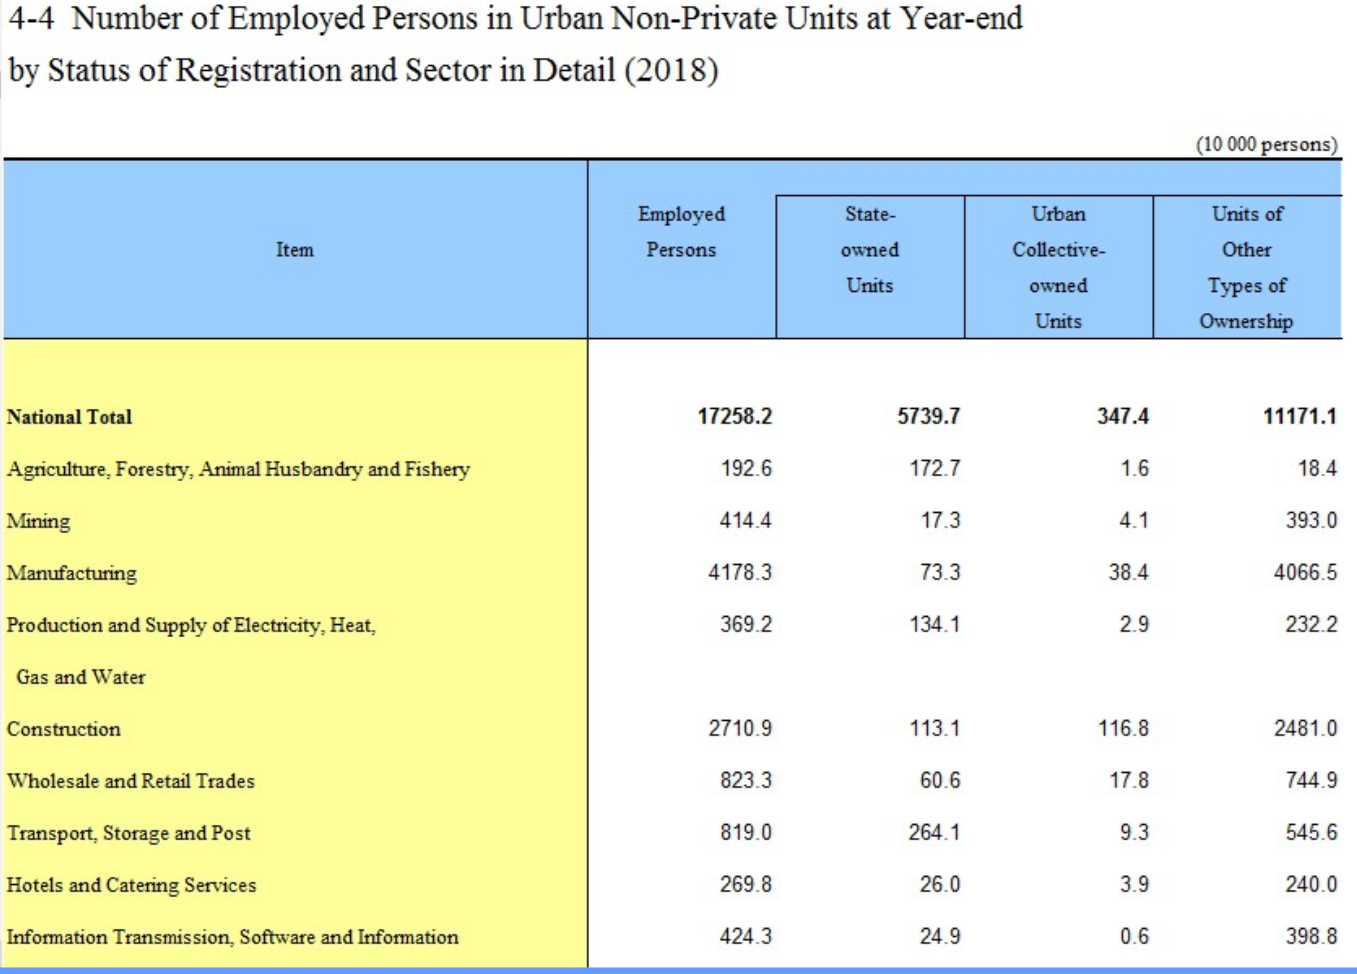 4-4 Number of Employed Persons in Urban Non-Private Units at Year-end
by Status of Registration and Sector in Detail (2018)
(10 000 persons)
Item
Employed
Persons
State-
owned
Units
Urban
Collective-
owned
Units
Units of
Other
Types of
Ownership
National Total 17258.2 5739.7 347.4 11171.1
Agriculture, Forestry, Animal Husbandry and Fishery 192.6 172.7 1.6 18.4
Mining 414.4 17.3 4.1 393.0
Manufacturing 4178.3 73.3 38.4 4066.5
Production and Supply of Electricity, Heat, 369.2 134.1 2.9 232.2
Gas and Water
Construction 2710.9 113.1 116.8 2481.0
Wholesale and Retail Trades 823.3 60.6 17.8 744.9
Transport, Storage and Post 819.0 264.1 9.3 545.6
Hotels and Catering Services 269.8 26.0 3.9 240.0
Information Transmission, Software and Information 424.3 24.9 0.6 398.8